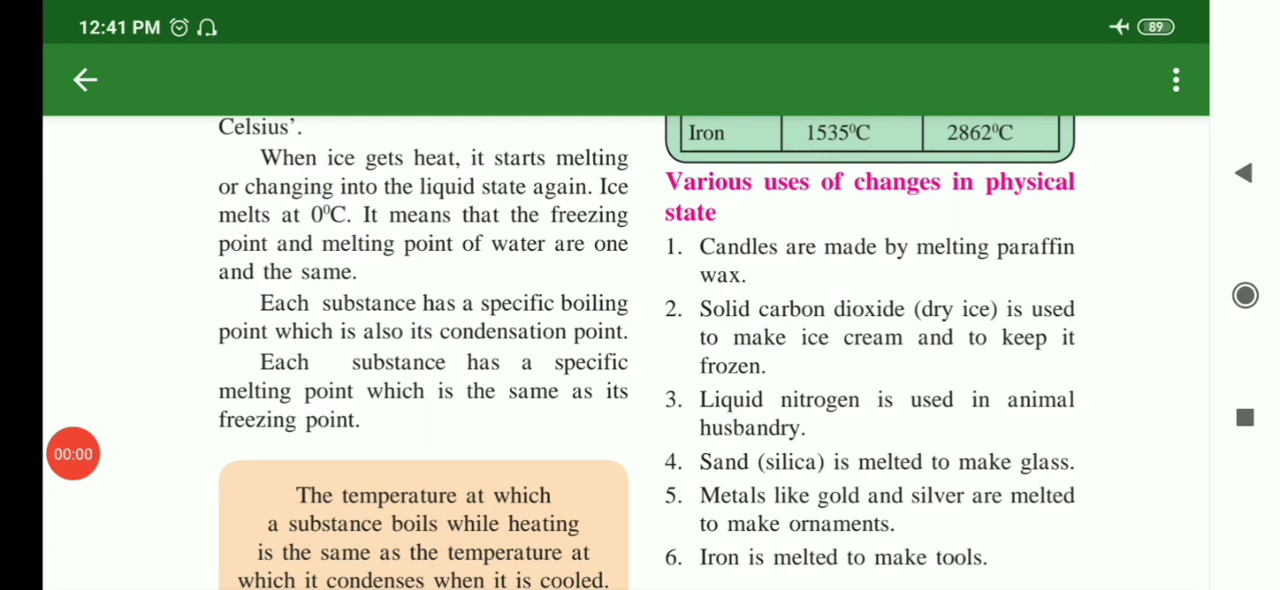 12:41 PM
89
Celsius’.
When ice gets heat, it starts melting
or changing into the liquid state again. Ice
melts at 0⁰C. It means that the freezing
point and melting point of water are one
and the same.
Each substance has a specific boiling
point which is also its condensation point.
Each substance has a specific
melting point which is the same as its
freezing point.
The temperature at which
a substance boils while heating
is the same as the temperature at
which it condenses when it is cooled.
Iron 1535⁰C 2862⁰C
Various uses of changes in physical
state
1. Candles are made by melting paraffin
wax.
2. Solid carbon dioxide (dry ice) is used
to make ice cream and to keep it
frozen.
3. Liquid nitrogen is used in animal
husbandry.
4. Sand (silica) is melted to make glass.
5. Metals like gold and silver are melted
to make ornaments.
6. Iron is melted to make tools.
00:00